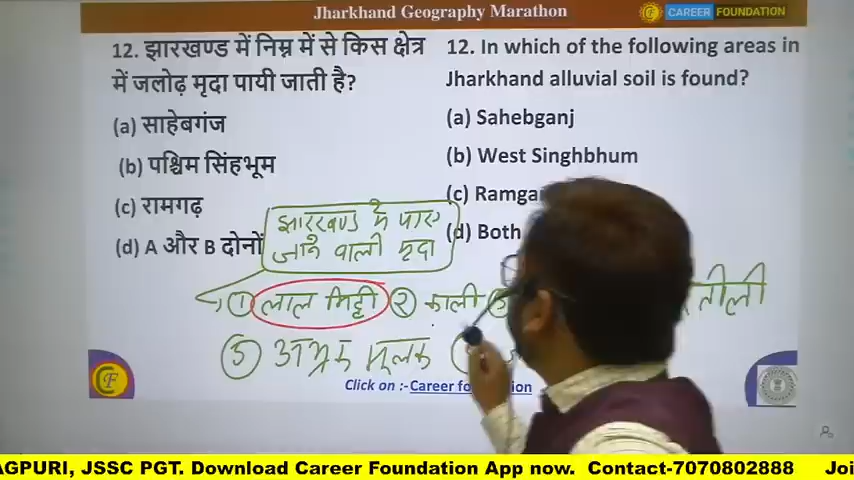 Jharkhand Geography Marathon
CAREER FOUNDATION
12. झारखण्ड में निम्न में से किस क्षेत्र
में जलोढ़ मृदा पायी जाती है?
(a) साहेबगंज
(b) पश्चिम सिंहभूम
(c) रामगढ़
(d) A और B दोनों
12. In which of the following areas in
Jharkhand alluvial soil is found?
(a) Sahebganj
(b) West Singhbhum
(c)
(d) Both
झारखण्ड में पाए
जाने वाली मृदा
① लाल मिट्टी ② काली
⑤ अभ्रक मूलक
CF
Click on :- Career
AGPURI, JSSC PGT. Download Career Foundation App now. Contact-7070802888 Joi